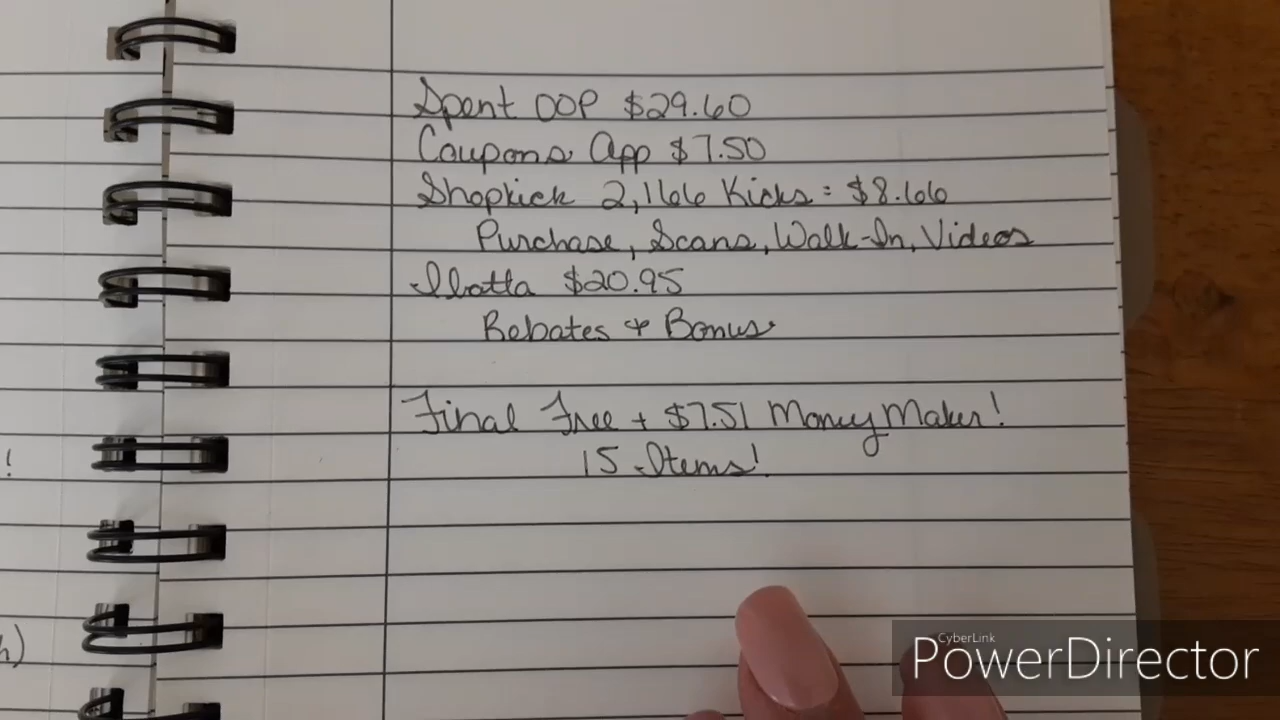 Spent OOP $29.60
Coupons App $7.50
Shopkick 2,166 Kicks = $8.66
Purchase, Scans, Walk-In, Videos
Ibotta $20.95
Rebates + Bonus
Final Free + $7.51 Money Maker!
15 Items!
!
h)
CyberLink
PowerDirector